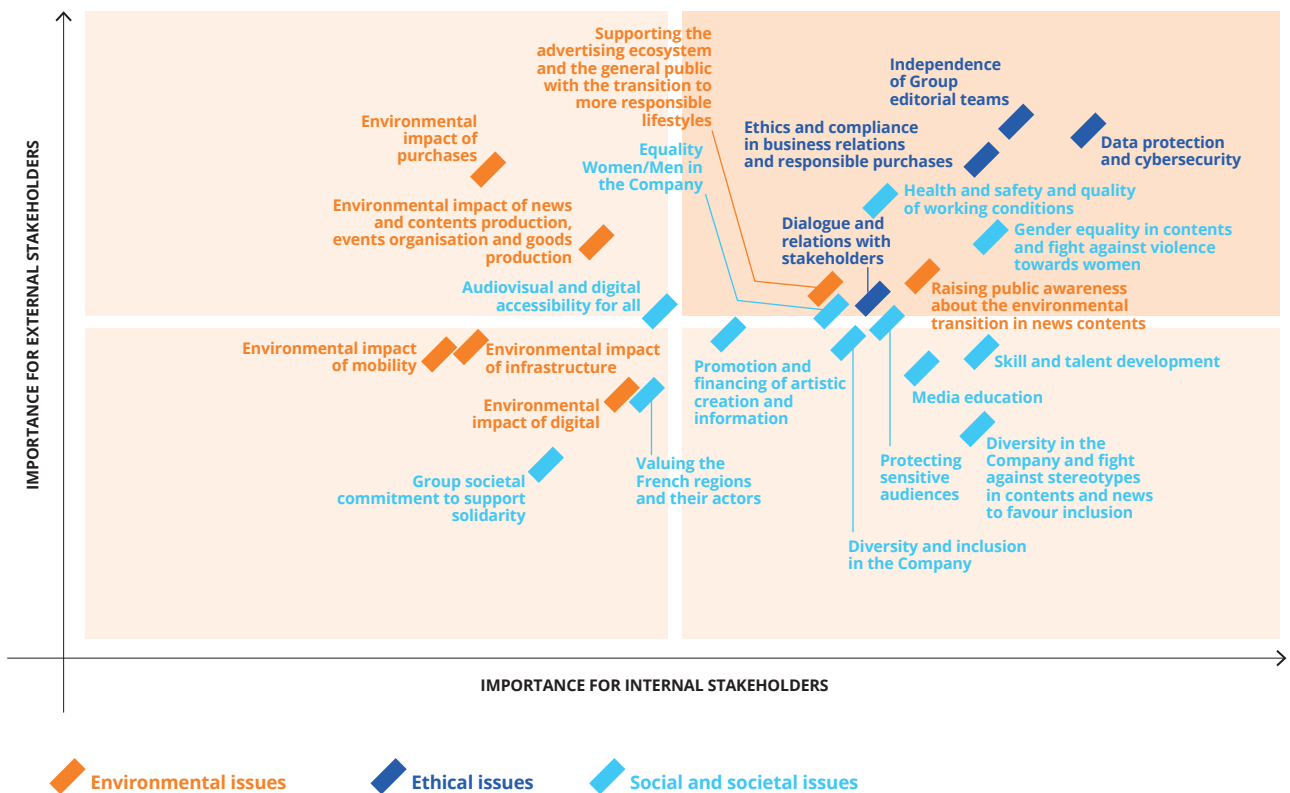 IMPORTANCE FOR EXTERNAL STAKEHOLDERS
Supporting the
advertising ecosystem
and the general public
with the transition to
more responsible
lifestyles
Independence
of Group
editorial teams
Environmental
impact of
purchases
Ethics and compliance
in business relations
and responsible purchases
Data protection
and cybersecurity
Equality
Women/Men in
the Company
Health and safety and quality
of working conditions
Environmental impact of news
and contents production,
events organisation and goods
production
Dialogue and
relations with
stakeholders
Gender equality in contents
and fight against violence
towards women
Audiovisual and digital
accessibility for all
Raising public awareness
about the environmental
transition in news contents
Environmental impact
of mobility
Environmental impact
of infrastructure
Promotion and
financing of artistic
creation and
information
Skill and talent development
Media education
Environmental
impact of digital
Valuing the
French regions
and their actors
Protecting
sensitive
audiences
Diversity in the
Company and fight
against stereotypes
in contents and news
to favour inclusion
Group societal
commitment to support
solidarity
Diversity and inclusion
in the Company
IMPORTANCE FOR INTERNAL STAKEHOLDERS
Environmental issues
Ethical issues
Social and societal issues